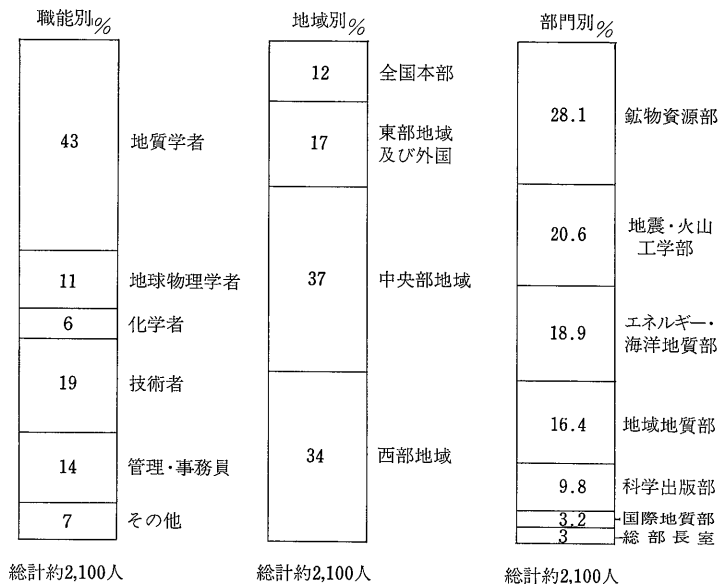 職能別%
43
地質学者
11
地球物理学者
6
化学者
19
技術者
14
管理・事務員
7
その他
総計約2,100人
地域別%
12
全国本部
17
東部地域
及び外国
37
中央部地域
34
西部地域
総計約2,100人
部門別%
28.1
鉱物資源部
20.6
地震・火山
工学部
18.9
エネルギー・
海洋地質部
16.4
地域地質部
9.8
科学出版部
3.2
国際地質部
3
総部長室
総計約2,100人